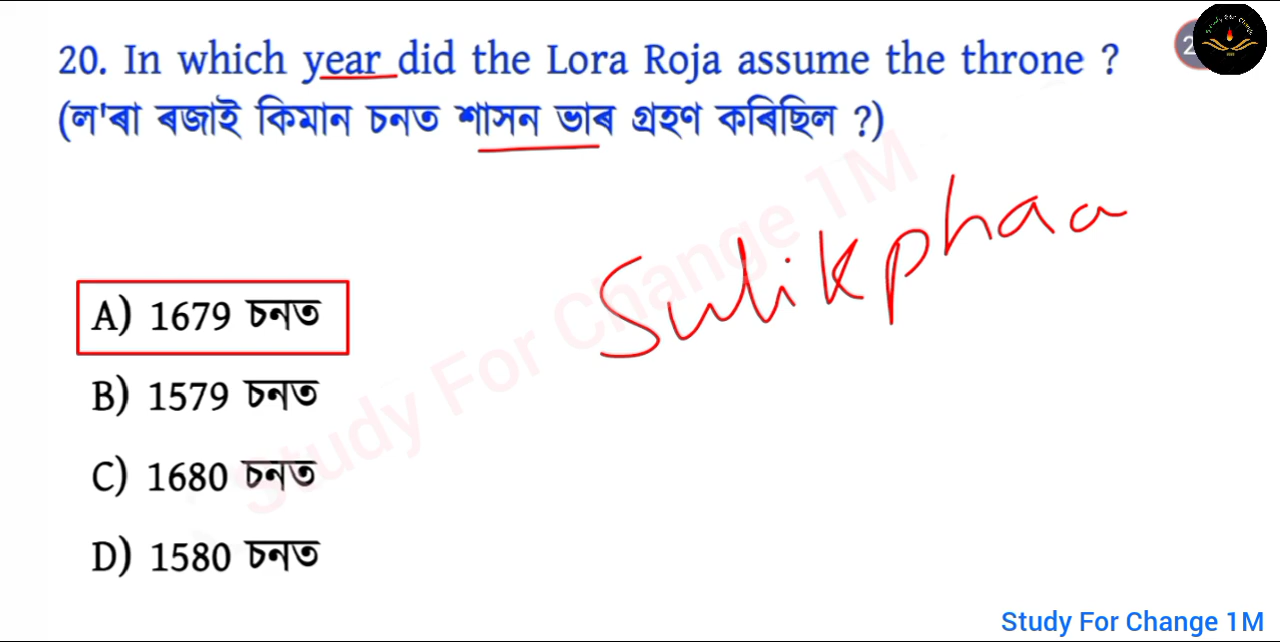 20. In which year did the Lora Roja assume the throne ?
(ল'ৰা ৰজাই কিমান চনত শাসন ভাৰ গ্ৰহণ কৰিছিল ?)
Sulikphaa
A) 1679 চনত
B) 1579 চনত
C) 1680 চনত
D) 1580 চনত
Study For Change 1M
Study For Change 1M